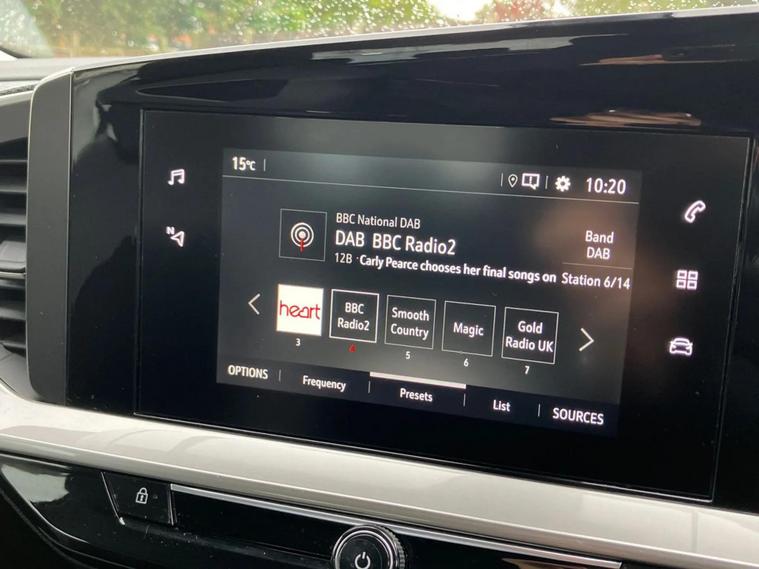 15°C
10:20
BBC National DAB
DAB BBC Radio2
12B · Carly Pearce chooses her final songs on
Band
DAB
Station 6/14
N
heart
3
BBC
Radio2
4
Smooth
Country
5
Magic
6
Gold
Radio UK
7
OPTIONS
Frequency
Presets
List
SOURCES